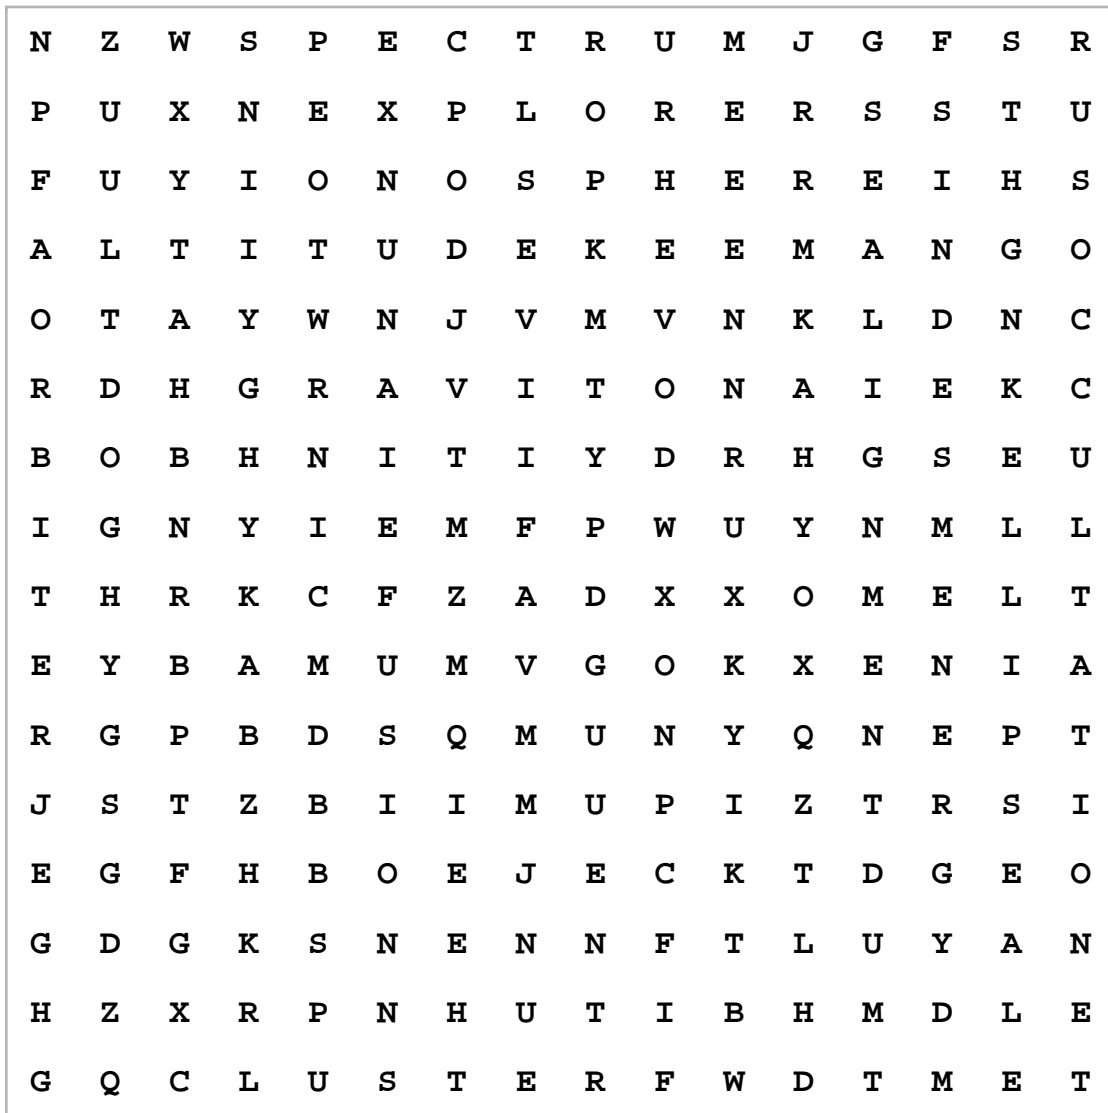 N Z W S P E C T R U M J G F S R
P U X N E X P L O R E R S S T U
F U Y I O N O S P H E R E I H S
A L T I T U D E K E E M A N G O
O T A Y W N J V M V N K L D N C
R D H G R A V I T O N A I E K C
B O B H N I T I Y D R H G S E U
I G N Y I E M F P W U Y N M L L
T H R K C F Z A D X X O M E L T
E Y B A M U M V G O K X E N I A
R G P B D S Q M U N Y Q N E P T
J S T Z B I I M U P I Z T R S I
E G F H B O E J E C K T D G E O
G D G K S N E N N F T L U Y A N
H Z X R P N H U T I B H M D L E
G Q C L U S T E R F W D T M E T